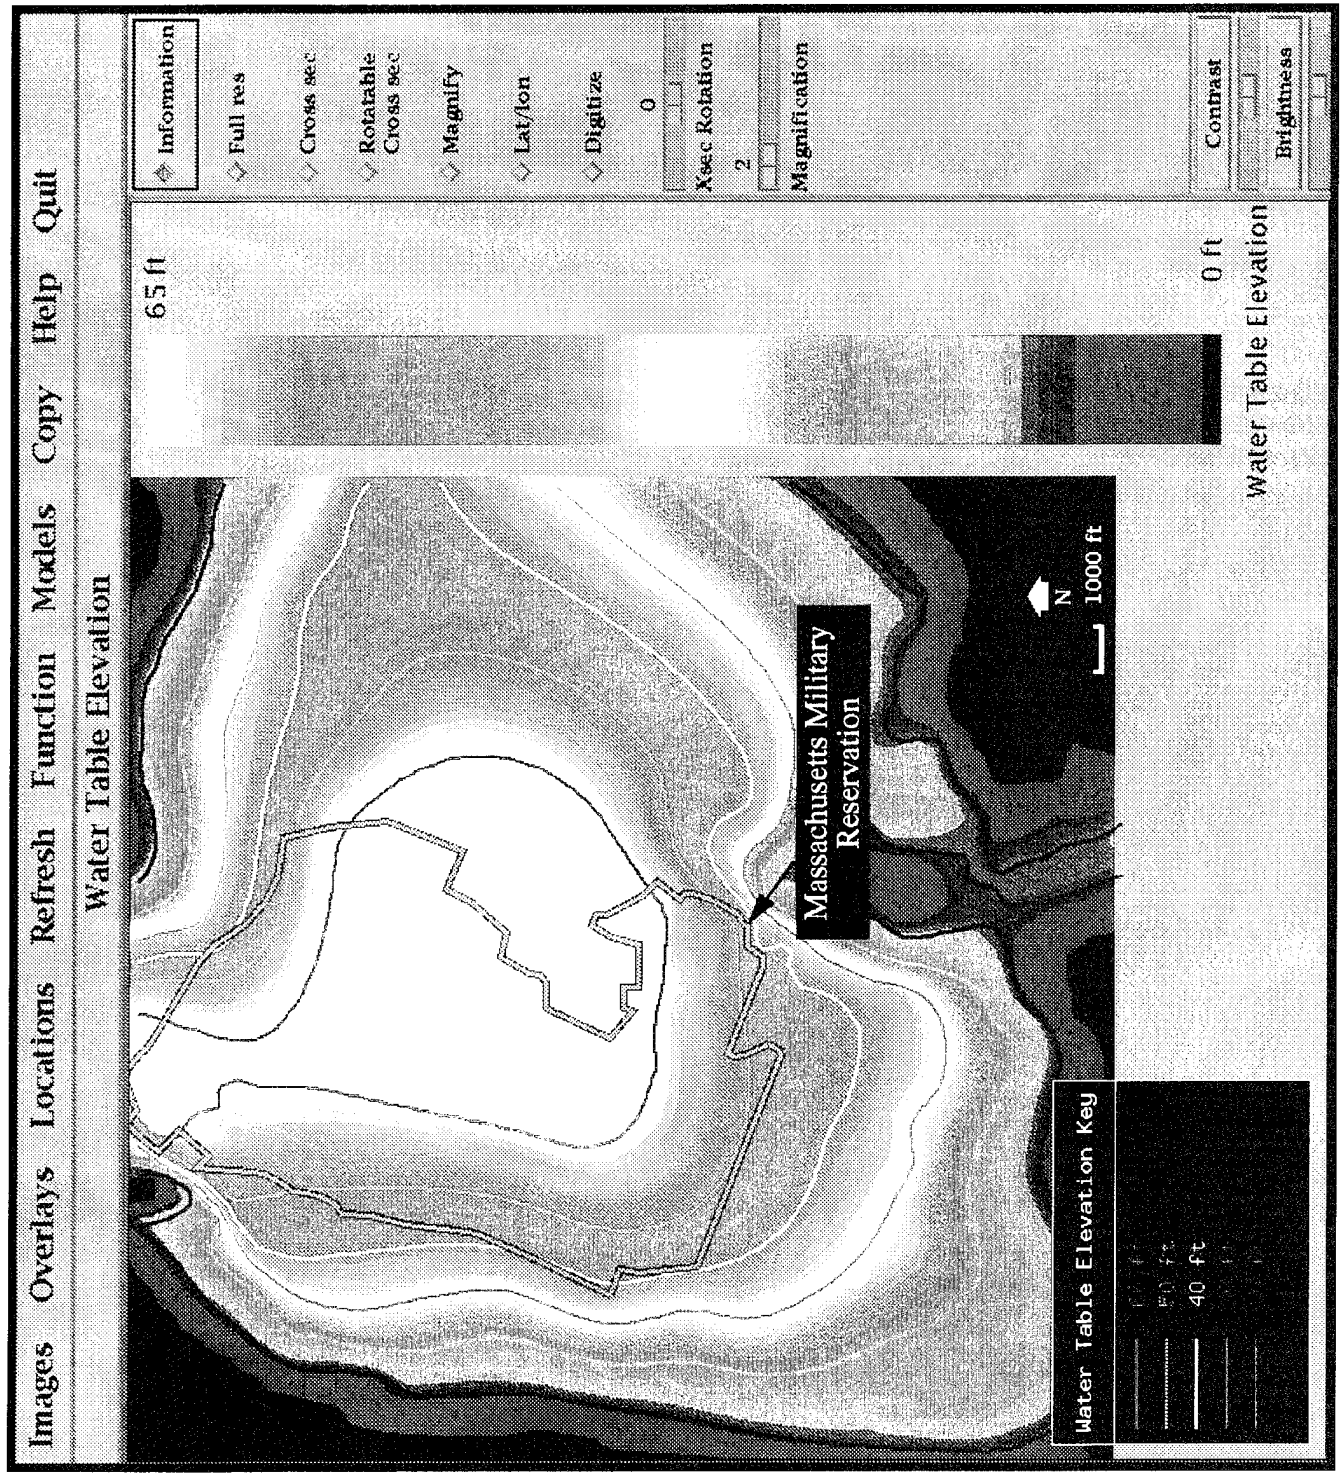 Images Overlays Locations Refresh Function Models Copy Help Quit
Water Table Elevation
Information
Full res
Cross sec
Rotatable
Cross sec
Magnify
Lat/lon
Digitize
0
Xsec Rotation
2
Magnification
Contrast
Brightness
65 ft
0 ft
Water Table Elevation
Massachusetts Military
Reservation
N
1000 ft
Water Table Elevation Key
50 ft
40 ft